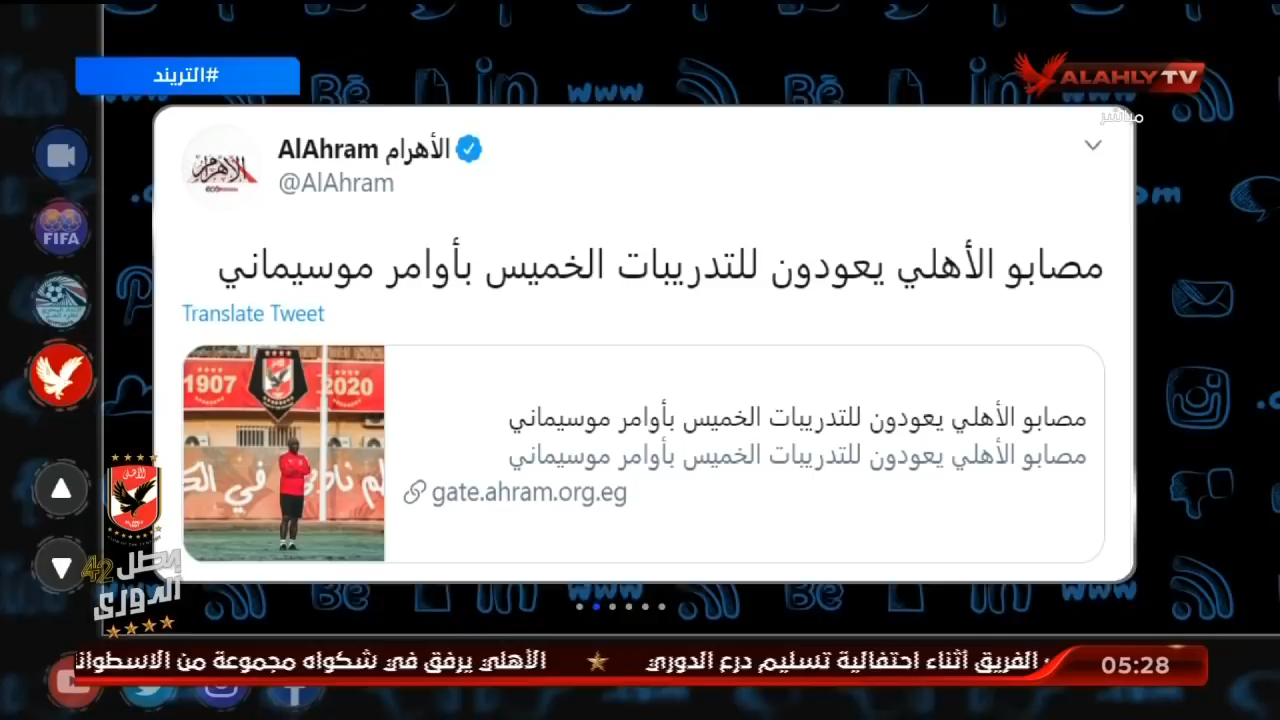 #التريند
ALAHLY TV
مباشر
AlAhram الأهرام
@AlAhram
مصابو الأهلي يعودون للتدريبات الخميس بأوامر موسيماني
Translate Tweet
1907 2020
مصابو الأهلي يعودون للتدريبات الخميس بأوامر موسيماني
مصابو الأهلي يعودون للتدريبات الخميس بأوامر موسيماني
gate.ahram.org.eg
FIFA
بطل الدوري 42
الفريق أثناء احتفالية تسليم درع الدوري ★ الأهلي يرفق في شكواه مجموعة من الاسطوانا
05:28